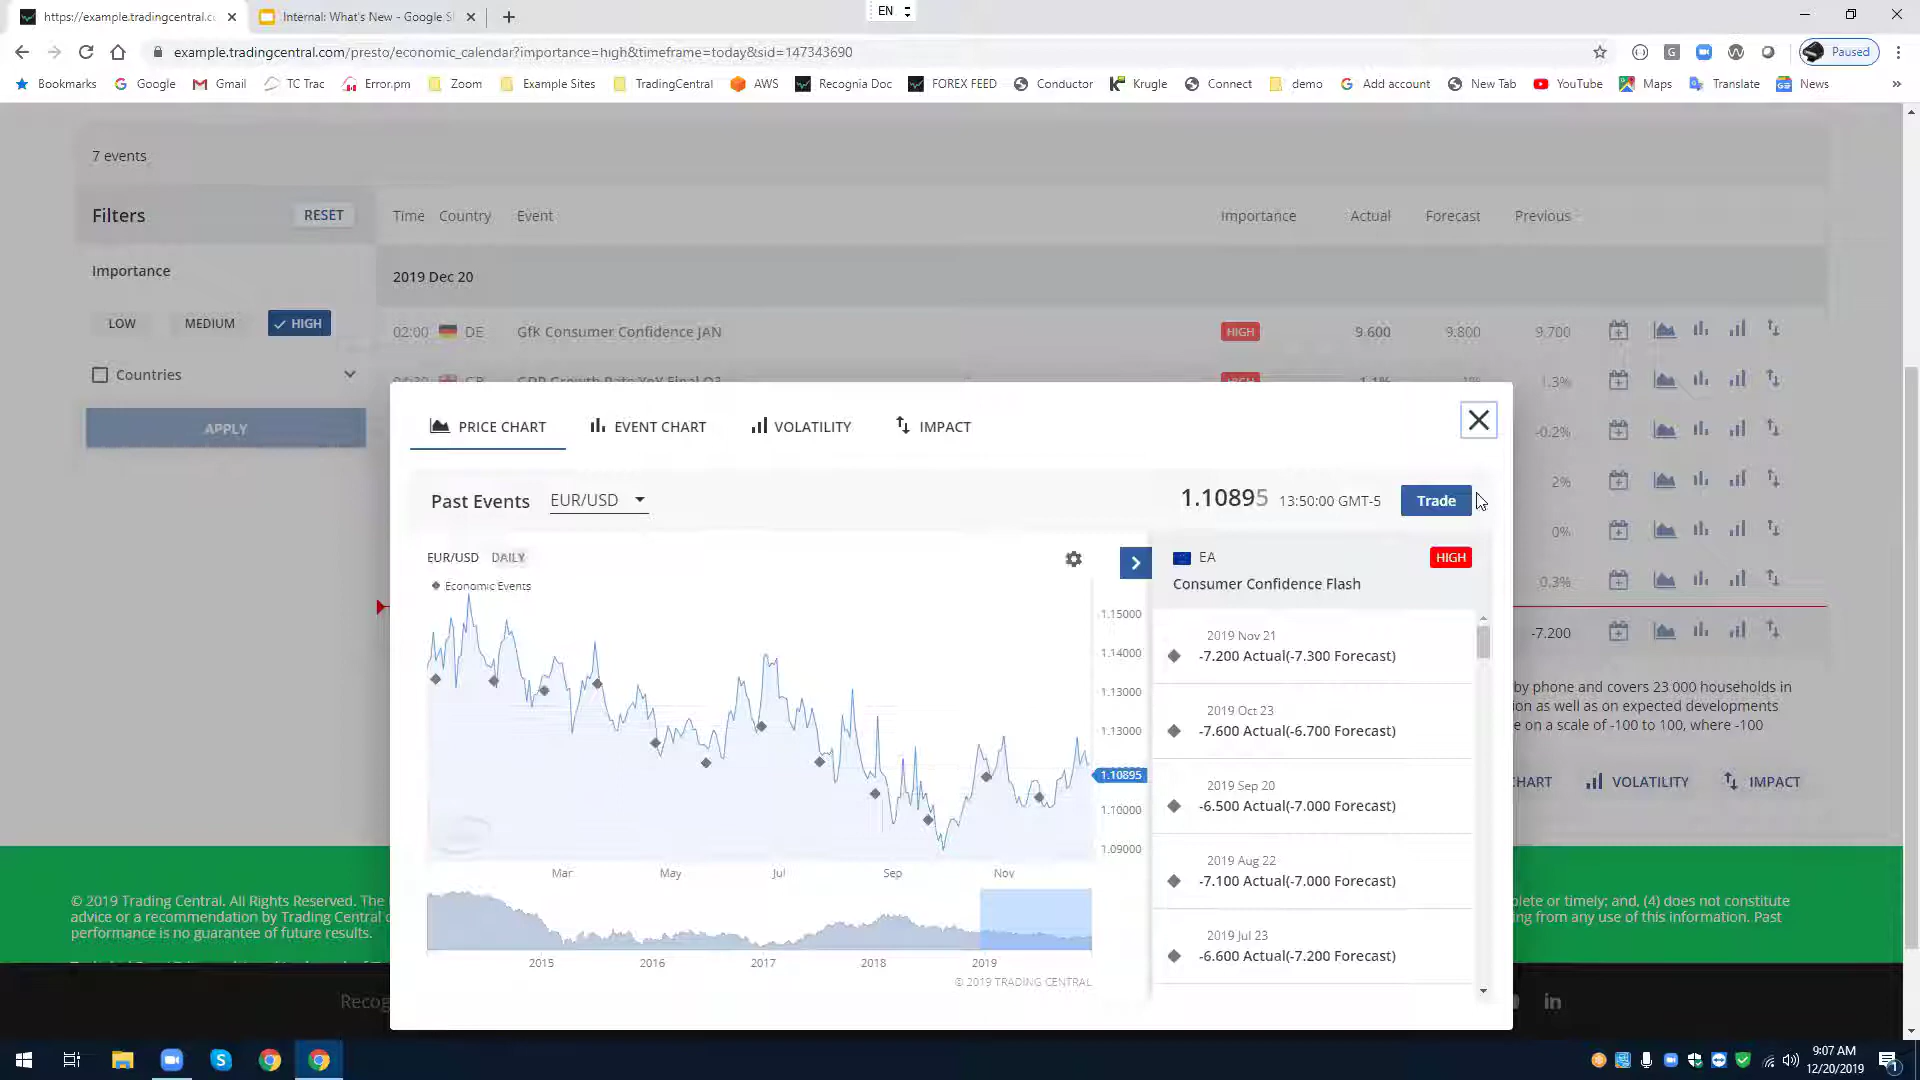 https://example.tradingcentral.c
Internal: What's New - Google S
EN
example.tradingcentral.com/presto/economic_calendar?importance=high&timeframe=today&sid=147343690
Paused
Bookmarks
Google
Gmail
TC Trac
Error.pm
Zoom
Example Sites
TradingCentral
AWS
Recognia Doc
FOREX FEED
Conductor
Krugle
Connect
demo
Add account
New Tab
YouTube
Maps
Translate
News
»
7 events
Filters
RESET
Time Country Event Importance Actual Forecast Previous
Importance
2019 Dec 20
LOW MEDIUM HIGH
02:00 DE GfK Consumer Confidence JAN HIGH 9.600 9.800 9.700
Countries
GDP Growth Rate YoY Final Q3 1.3%
APPLY
-0.2%
2%
0%
0.3%
-7.200
PRICE CHART
EVENT CHART
VOLATILITY
IMPACT
Past Events EUR/USD
1.10895 13:50:00 GMT-5 Trade
EUR/USD DAILY
Economic Events
1.15000
1.14000
1.13000
1.13000
1.10895
1.10000
1.09000
Mar May Jul Sep Nov
2015 2016 2017 2018 2019
© 2019 TRADING CENTRAL
EA HIGH
Consumer Confidence Flash
2019 Nov 21
-7.200 Actual(-7.300 Forecast)
2019 Oct 23
-7.600 Actual(-6.700 Forecast)
2019 Sep 20
-6.500 Actual(-7.000 Forecast)
2019 Aug 22
-7.100 Actual(-7.000 Forecast)
2019 Jul 23
-6.600 Actual(-7.200 Forecast)
by phone and covers 23 000 households in
ion as well as on expected developments
e on a scale of -100 to 100, where -100
CHART VOLATILITY IMPACT
© 2019 Trading Central. All Rights Reserved. The
advice or a recommendation by Trading Central
performance is no guarantee of future results.
plete or timely; and, (4) does not constitute
ing from any use of this information. Past
Recog
9:07 AM
12/20/2019
1